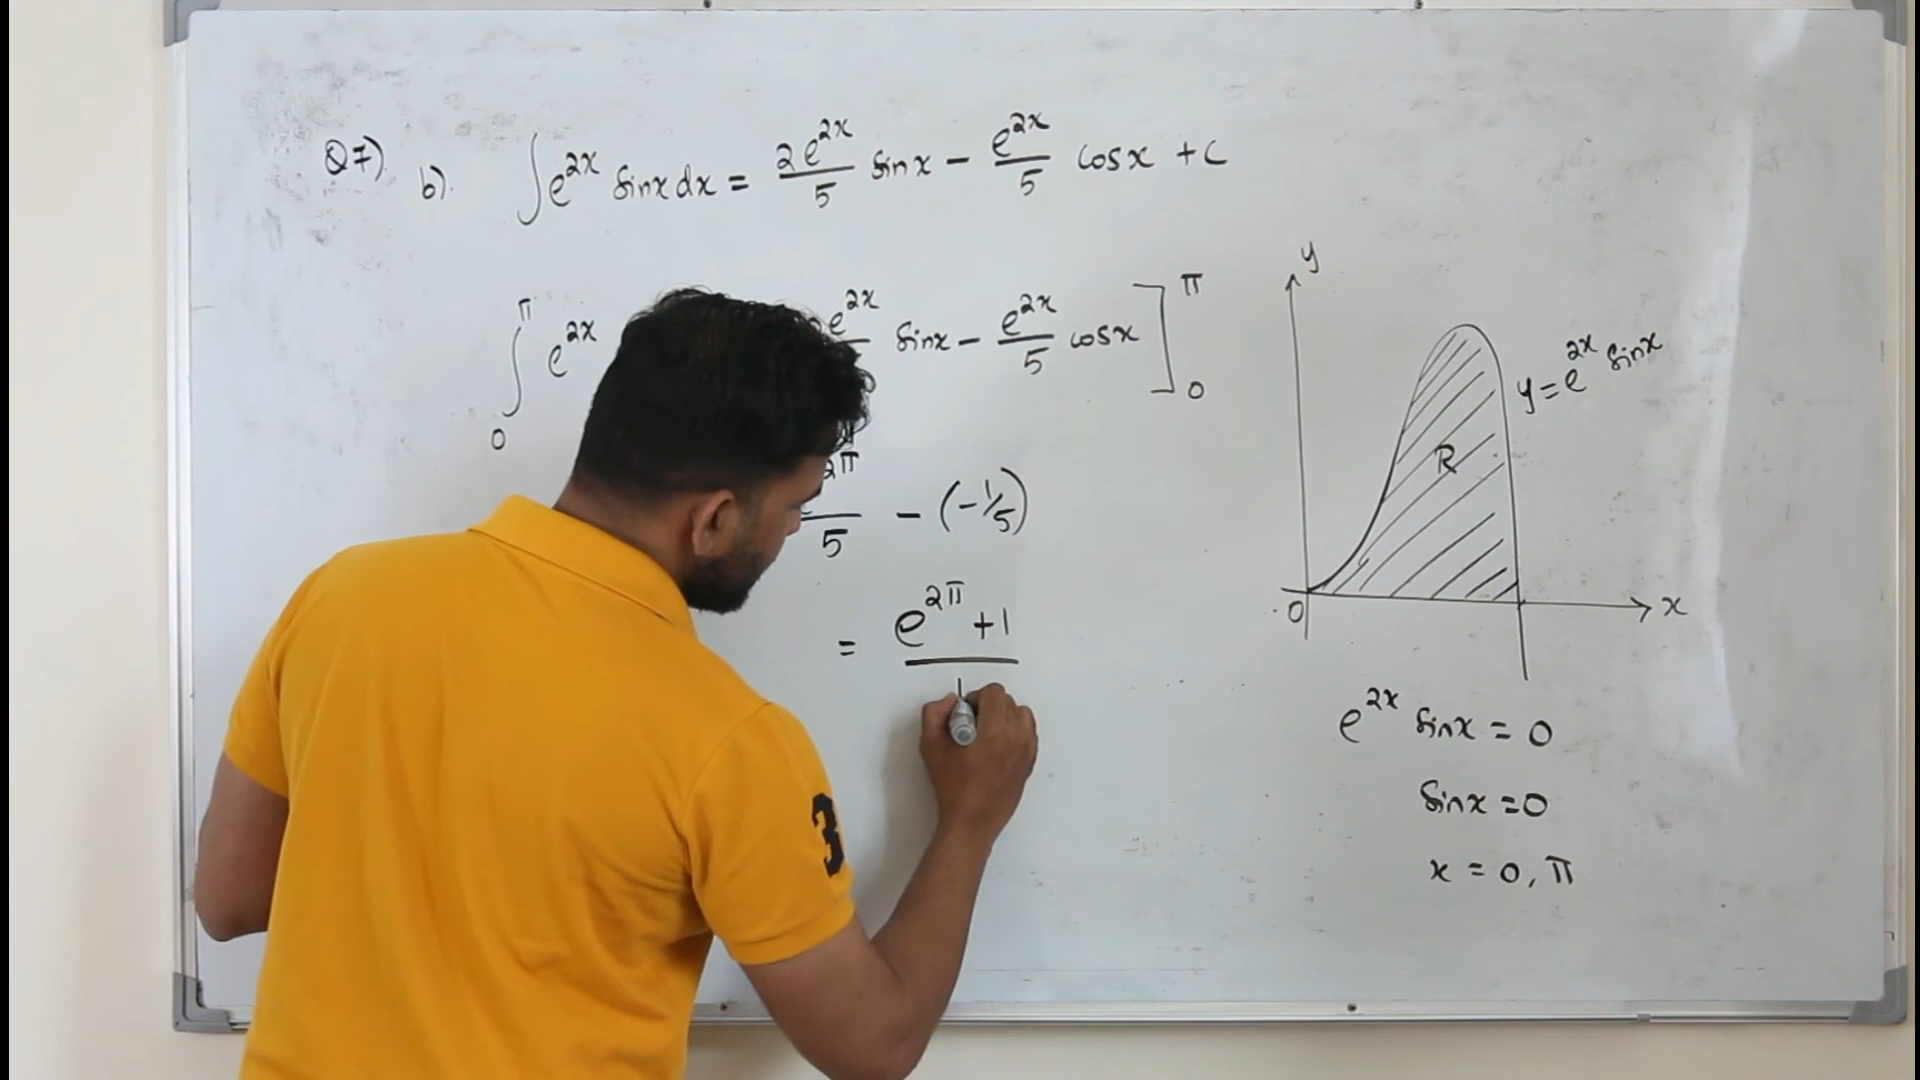 Q7).
b). ∫ e^{2x} sinx dx = 2e^{2x}/5 sinx - e^{2x}/5 cosx + c
∫_0^π e^{2x} e^{2x} sinx - e^{2x}/5 cosx ]_0^π
2π/5 - (-1/5)
= e^{2π} + 1
y
y = e^{2x} sinx
R
0
x
e^{2x} sinx = 0
sinx = 0
x = 0, π
3